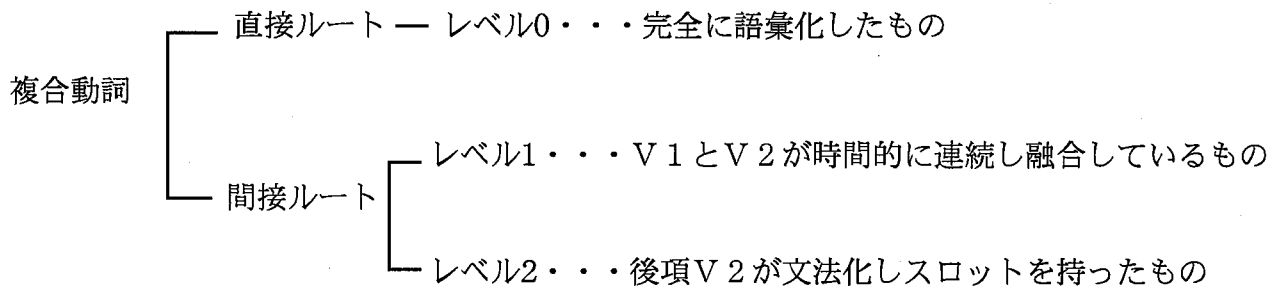 直接ルート ― レベル0・・・完全に語彙化したもの
複合動詞
レベル1・・・Ｖ１とＶ２が時間的に連続し融合しているもの
間接ルート
レベル2・・・後項Ｖ２が文法化しスロットを持ったもの